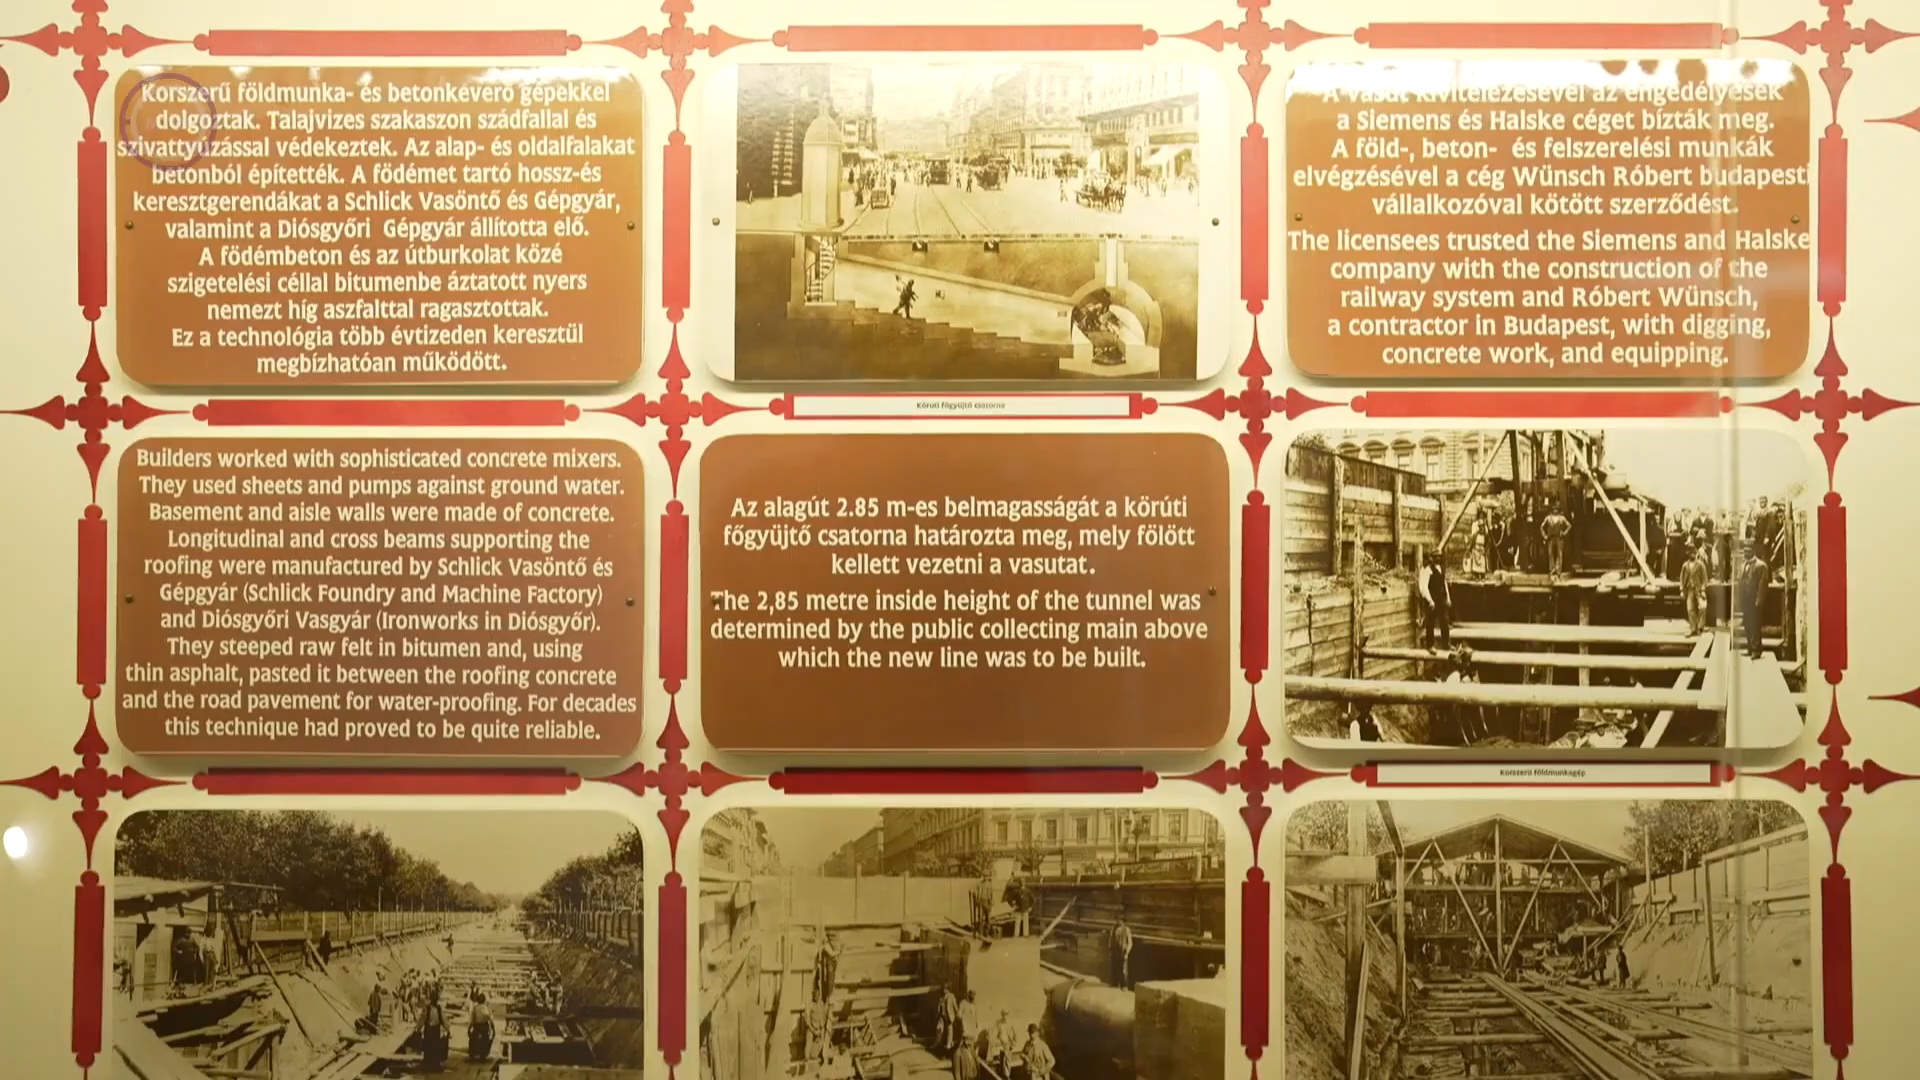 Korszerű földmunka- és betonkeverő gépekkel
dolgoztak. Talajvizes szakaszon szádfallal és
szivattyúzással védekeztek. Az alap- és oldalfalakat
betonból építették. A födémet tartó hossz-és
keresztgerendákat a Schlick Vasöntő és Gépgyár,
valamint a Diósgyőri Gépgyár állította elő.
A födémbeton és az útburkolat közé
szigetelési céllal bitumenbe áztatott nyers
nemezt híg aszfalttal ragasztottak.
Ez a technológia több évtizeden keresztül
megbízhatóan működött.
A vasút kivitelezésével az engedélyesek
a Siemens és Halske céget bízták meg.
A föld-, beton- és felszerelési munkák
elvégzésével a cég Wünsch Róbert budapesti
vállalkozóval kötött szerződést.
The licensees trusted the Siemens and Halske
company with the construction of the
railway system and Róbert Wünsch,
a contractor in Budapest, with digging,
concrete work, and equipping.
Köruti főgyüjtő csatorna
Builders worked with sophisticated concrete mixers.
They used sheets and pumps against ground water.
Basement and aisle walls were made of concrete.
Longitudinal and cross beams supporting the
roofing were manufactured by Schlick Vasöntő és
Gépgyár (Schlick Foundry and Machine Factory)
and Diósgyőri Vasgyár (Ironworks in Diósgyőr).
They steeped raw felt in bitumen and, using
thin asphalt, pasted it between the roofing concrete
and the road pavement for water-proofing. For decades
this technique had proved to be quite reliable.
Az alagút 2.85 m-es belmagasságát a körúti
főgyüjtő csatorna határozta meg, mely fölött
kellett vezetni a vasutat.
The 2,85 metre inside height of the tunnel was
determined by the public collecting main above
which the new line was to be built.
Korszerű földmunkagép